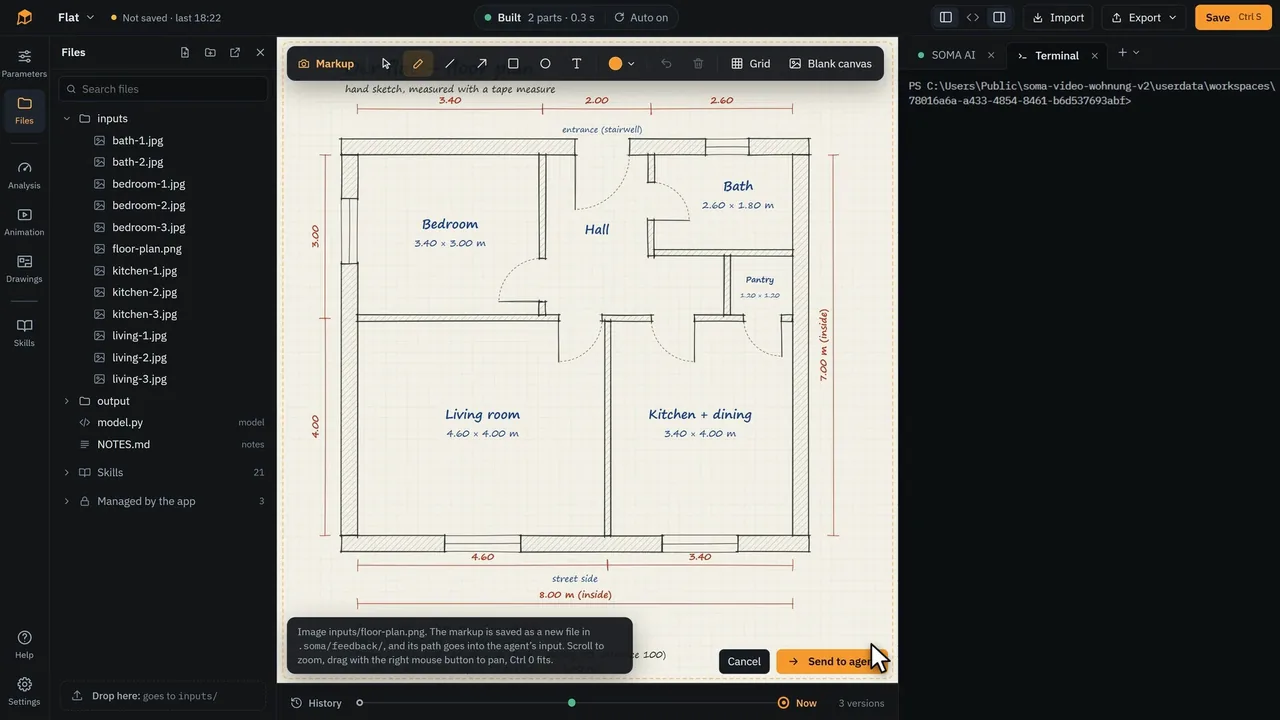 Flat
Not saved · last 18:22
Built 2 parts · 0.3 s
Auto on
Import
Export
Save Ctrl S
Parameters
Files
Analysis
Animation
Drawings
Skills
Help
Settings
Files
Search files
inputs
bath-1.jpg
bath-2.jpg
bedroom-1.jpg
bedroom-2.jpg
bedroom-3.jpg
floor-plan.png
kitchen-1.jpg
kitchen-2.jpg
kitchen-3.jpg
living-1.jpg
living-2.jpg
living-3.jpg
output
model.py model
NOTES.md notes
Skills 21
Managed by the app 3
Drop here: goes to inputs/
Markup
T
Grid
Blank canvas
hand sketch, measured with a tape measure
3.40 2.00 2.60
entrance (stairwell)
Bath
2.60 × 1.80 m
Bedroom
3.40 × 3.00 m
Hall
3.00
Pantry
1.20 × 1.20
7.00 m (inside)
4.00
Living room
4.60 × 4.00 m
Kitchen + dining
3.40 × 4.00 m
4.60 3.40
street side
8.00 m (inside)
100)
Image inputs/floor-plan.png. The markup is saved as a new file in
.soma/feedback/, and its path goes into the agent's input. Scroll to
zoom, drag with the right mouse button to pan, Ctrl 0 fits.
Cancel
Send to
History
Now
3 versions
SOMA AI
Terminal
PS C:\Users\Public\soma-video-wohnung-v2\userdata\workspaces\
78016a6a-a433-4854-8461-b6d537693abf>